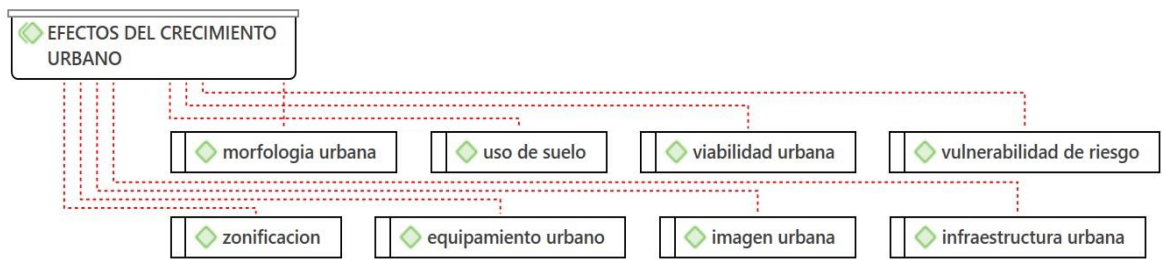 EFECTOS DEL CRECIMIENTO
URBANO
morfologia urbana
uso de suelo
viabilidad urbana
vulnerabilidad de riesgo
zonificacion
equipamiento urbano
imagen urbana
infraestructura urbana